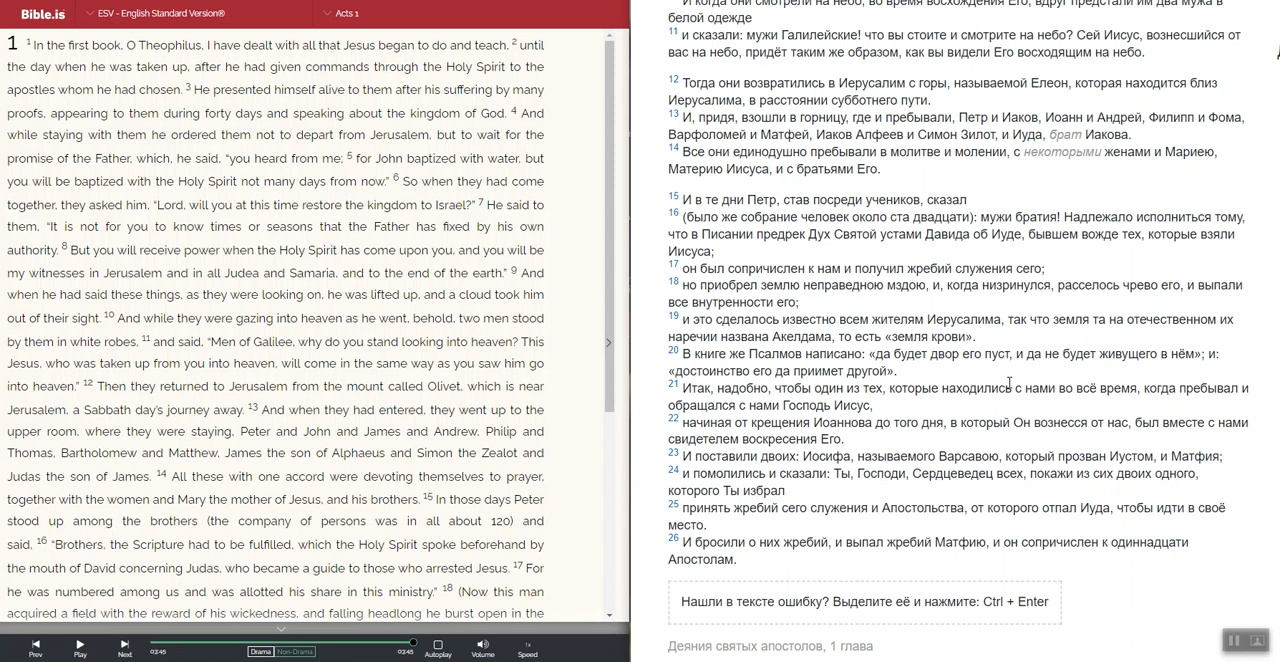 Bible.is
ESV - English Standard Version®
Acts 1
1 1 In the first book, O Theophilus, I have dealt with all that Jesus began to do and teach, 2 until
the day when he was taken up, after he had given commands through the Holy Spirit to the
apostles whom he had chosen. 3 He presented himself alive to them after his suffering by many
proofs, appearing to them during forty days and speaking about the kingdom of God. 4 And
while staying with them he ordered them not to depart from Jerusalem, but to wait for the
promise of the Father, which, he said, “you heard from me; 5 for John baptized with water, but
you will be baptized with the Holy Spirit not many days from now.” 6 So when they had come
together, they asked him, “Lord, will you at this time restore the kingdom to Israel?” 7 He said to
them, “It is not for you to know times or seasons that the Father has fixed by his own
authority. 8 But you will receive power when the Holy Spirit has come upon you, and you will be
my witnesses in Jerusalem and in all Judea and Samaria, and to the end of the earth.” 9 And
when he had said these things, as they were looking on, he was lifted up, and a cloud took him
out of their sight. 10 And while they were gazing into heaven as he went, behold, two men stood
by them in white robes, 11 and said, “Men of Galilee, why do you stand looking into heaven? This
Jesus, who was taken up from you into heaven, will come in the same way as you saw him go
into heaven.” 12 Then they returned to Jerusalem from the mount called Olivet, which is near
Jerusalem, a Sabbath day’s journey away. 13 And when they had entered, they went up to the
upper room, where they were staying, Peter and John and James and Andrew, Philip and
Thomas, Bartholomew and Matthew, James the son of Alphaeus and Simon the Zealot and
Judas the son of James. 14 All these with one accord were devoting themselves to prayer,
together with the women and Mary the mother of Jesus, and his brothers. 15 In those days Peter
stood up among the brothers (the company of persons was in all about 120) and
said, 16 “Brothers, the Scripture had to be fulfilled, which the Holy Spirit spoke beforehand by
the mouth of David concerning Judas, who became a guide to those who arrested Jesus. 17 For
he was numbered among us and was allotted his share in this ministry.” 18 (Now this man
acquired a field with the reward of his wickedness, and falling headlong he burst open in the
Prev
Play
Next
03:45
Drama
Non-Drama
03:45
Autoplay
Volume
1x
Speed
И когда они смотрели на небо, во время восхождения Его, вдруг предстали им два мужа в
белой одежде
11 и сказали: мужи Галилейские! что вы стоите и смотрите на небо? Сей Иисус, вознесшийся от
вас на небо, придёт таким же образом, как вы видели Его восходящим на небо.
12 Тогда они возвратились в Иерусалим с горы, называемой Елеон, которая находится близ
Иерусалима, в расстоянии субботнего пути.
13 И, придя, взошли в горницу, где и пребывали, Петр и Иаков, Иоанн и Андрей, Филипп и Фома,
Варфоломей и Матфей, Иаков Алфеев и Симон Зилот, и Иуда, брат Иакова.
14 Все они единодушно пребывали в молитве и молении, с некоторыми женами и Мариею,
Материю Иисуса, и с братьями Его.
15 И в те дни Петр, став посреди учеников, сказал
16 (было же собрание человек около ста двадцати): мужи братия! Надлежало исполниться тому,
что в Писании предрек Дух Святой устами Давида об Иуде, бывшем вожде тех, которые взяли
Иисуса;
17 он был сопричислен к нам и получил жребий служения сего;
18 но приобрел землю неправедною мздою, и, когда низринулся, расселось чрево его, и выпали
все внутренности его;
19 и это сделалось известно всем жителям Иерусалима, так что земля та на отечественном их
наречии названа Акелдама, то есть «земля крови».
20 В книге же Псалмов написано: «да будет двор его пуст, и да не будет живущего в нём»; и:
«достоинство его да приимет другой».
21 Итак, надобно, чтобы один из тех, которые находились с нами во всё время, когда пребывал и
обращался с нами Господь Иисус,
22 начиная от крещения Иоаннова до того дня, в который Он вознесся от нас, был вместе с нами
свидетелем воскресения Его.
23 И поставили двоих: Иосифа, называемого Варсавою, который прозван Иустом, и Матфия;
24 и помолились и сказали: Ты, Господи, Сердцеведец всех, покажи из сих двоих одного,
которого Ты избрал
25 принять жребий сего служения и Апостольства, от которого отпал Иуда, чтобы идти в своё
место.
26 И бросили о них жребий, и выпал жребий Матфию, и он сопричислен к одиннадцати
Апостолам.
Нашли в тексте ошибку? Выделите её и нажмите: Ctrl + Enter
Деяния святых апостолов, 1 глава